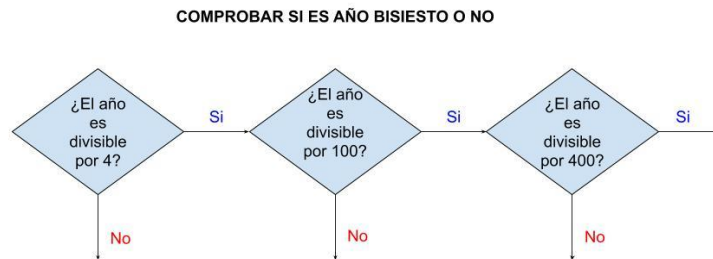 COMPROBAR SI ES AÑO BISIESTO O NO
¿El año
es
divisible
por 4?
Si
¿El año
es
divisible
por 100?
Si
¿El año
es
divisible
por 400?
Si
No
No
No